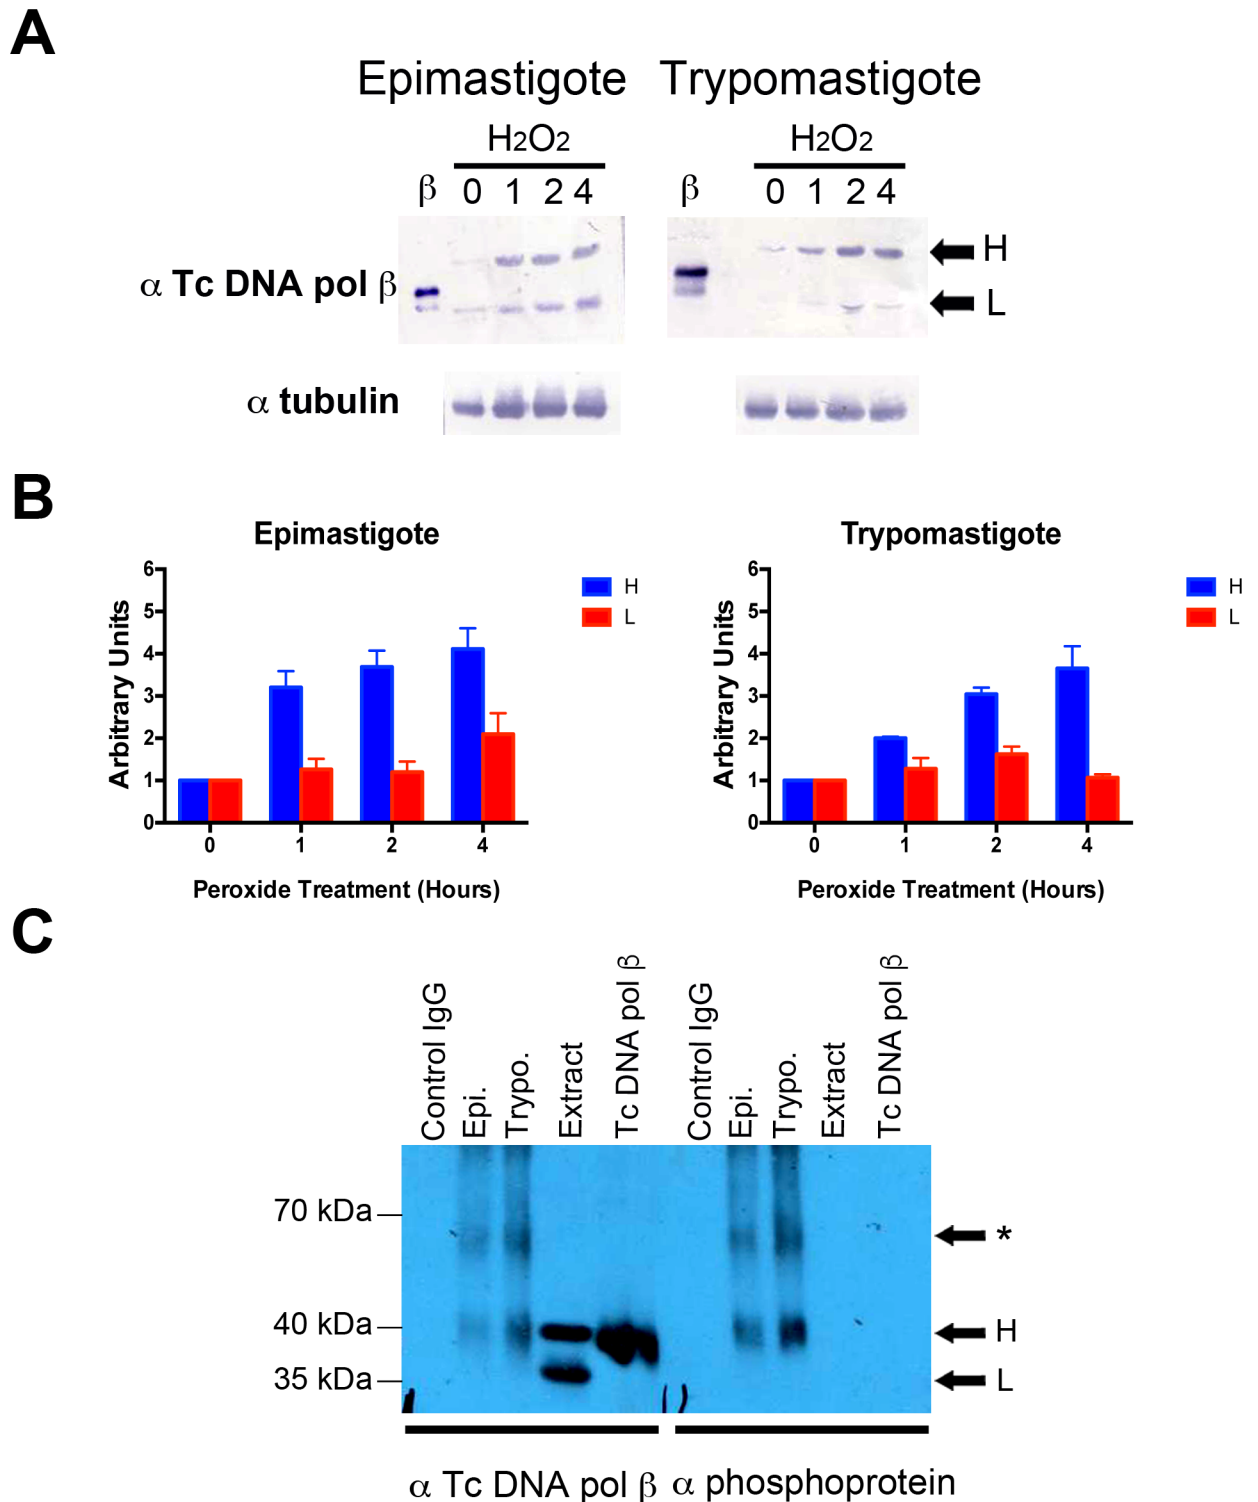 A
Epimastigote Trypomastigote
H2O2 H2O2
β 0 1 2 4 β 0 1 2 4
α Tc DNA pol β
H
L
α tubulin
B
Epimastigote
Arbitrary Units
6
5
4
3
2
1
0
0 1 2 4
Peroxide Treatment (Hours)
H
L
Trypomastigote
Arbitrary Units
6
5
4
3
2
1
0
0 1 2 4
Peroxide Treatment (Hours)
H
L
C
Control IgG
Epi.
Trypo.
Extract
Tc DNA pol β
Control IgG
Epi.
Trypo.
Extract
Tc DNA pol β
70 kDa
40 kDa
35 kDa
*
H
L
α Tc DNA pol β α phosphoprotein